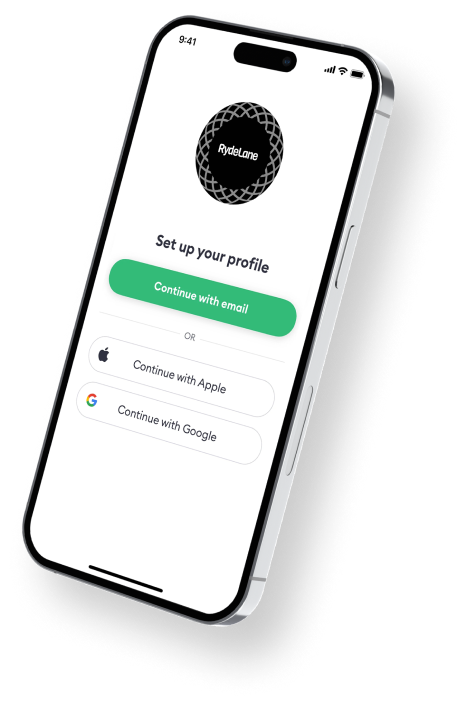 9:41
RydeLane
Set up your profile
Continue with email
OR
Continue with Apple
Continue with Google